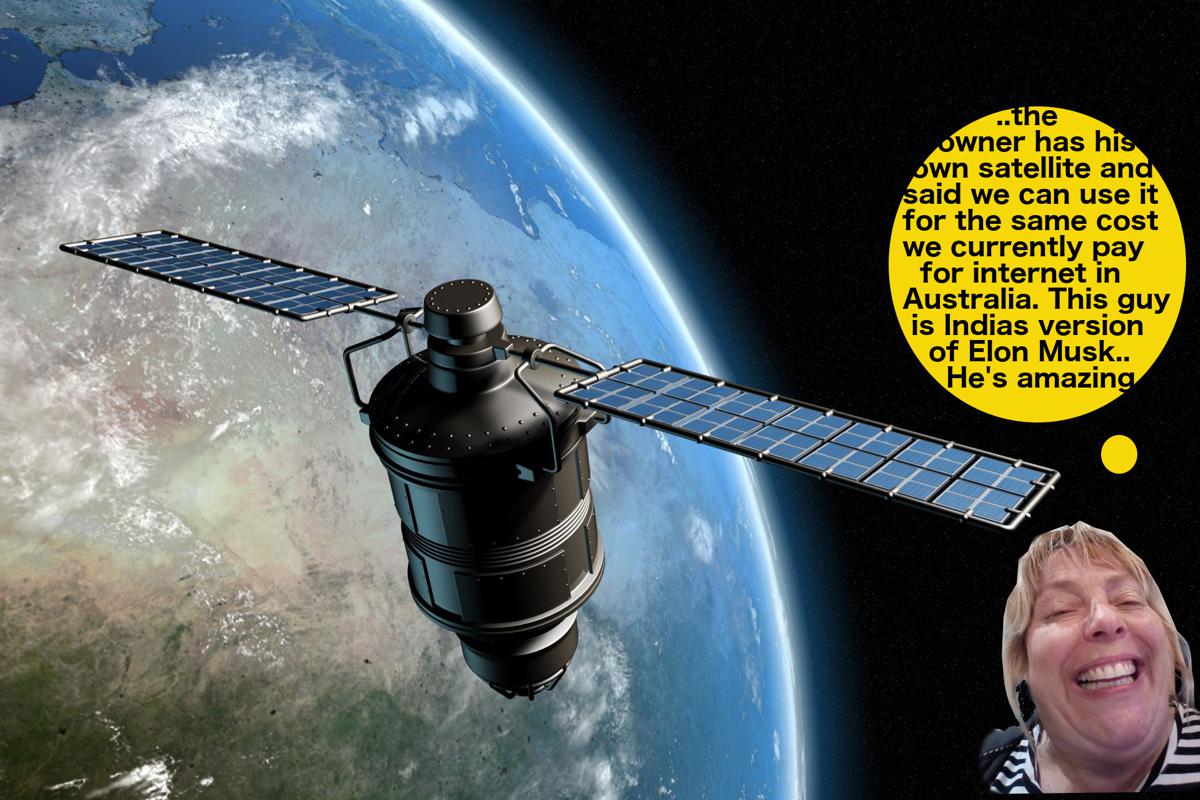 ..the
owner has his
own satellite and
said we can use it
for the same cost
we currently pay
for internet in
Australia. This guy
is Indias version
of Elon Musk..
He's amazing